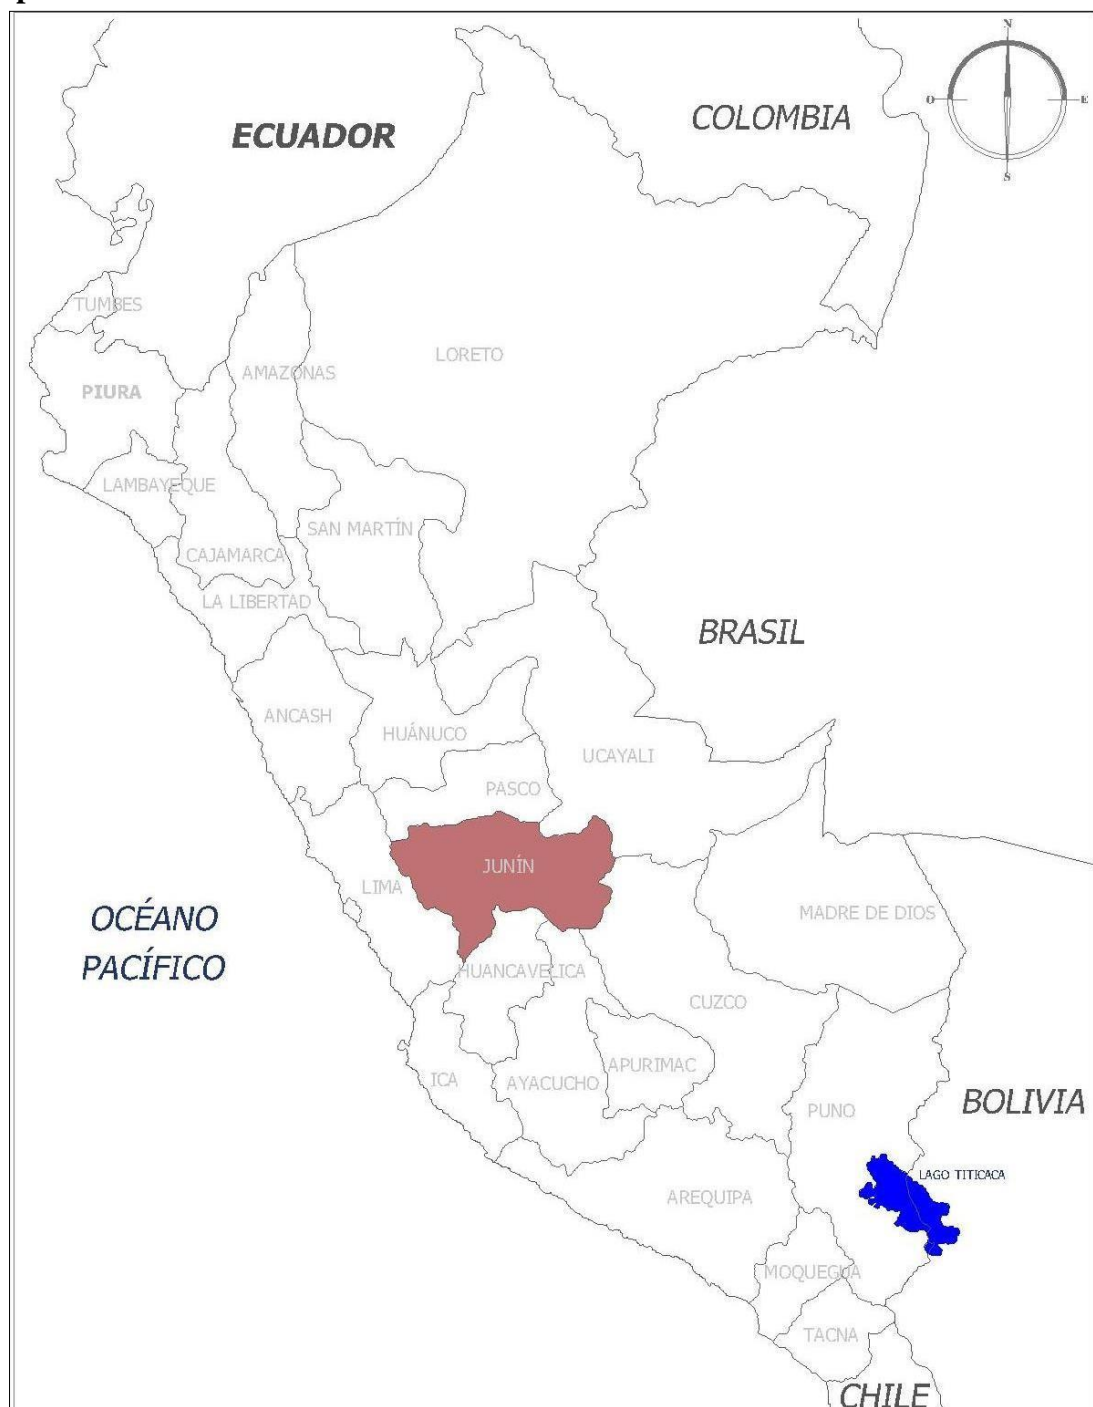 N
O
E
S
COLOMBIA
ECUADOR
TUMBES
LORETO
AMAZONAS
PIURA
LAMBAYEQUE
SAN MARTÍN
CAJAMARCA
LA LIBERTAD
BRASIL
ANCASH
HUÁNUCO
UCAYALI
PASCO
JUNÍN
LIMA
MADRE DE DIOS
OCÉANO
PACÍFICO
HUANCAVELICA
CUZCO
APURIMAC
ICA
AYACUCHO
PUNO
BOLIVIA
LAGO TITICACA
AREQUIPA
MOQUEGUA
TACNA
CHILE